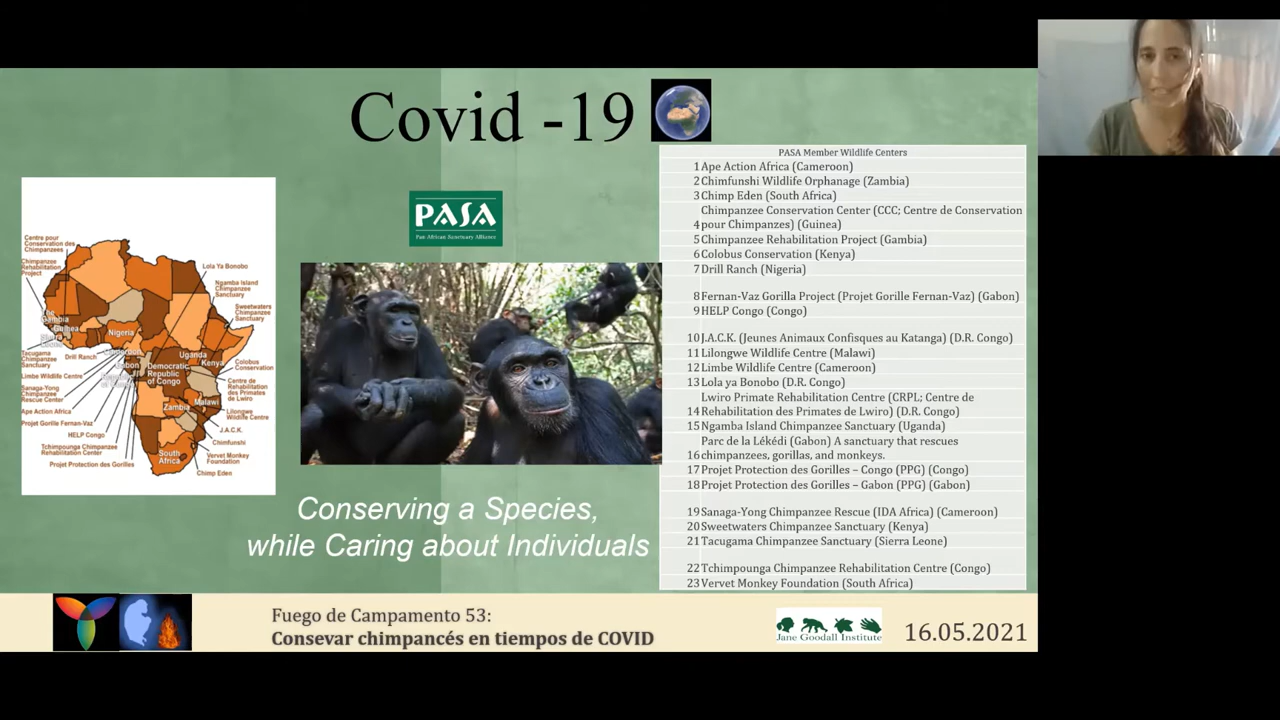 Covid -19
PASA Member Wildlife Centers
1 Ape Action Africa (Cameroon)
2 Chimfunshi Wildlife Orphanage (Zambia)
3 Chimp Eden (South Africa)
Chimpanzee Conservation Center (CCC; Centre de Conservation
4 pour Chimpanzes) (Guinea)
5 Chimpanzee Rehabilitation Project (Gambia)
6 Colobus Conservation (Kenya)
7 Drill Ranch (Nigeria)
8 Fernan-Vaz Gorilla Project (Projet Gorille Fernan-Vaz) (Gabon)
9 HELP Congo (Congo)
10 J.A.C.K. (Jeunes Animaux Confisques au Katanga) (D.R. Congo)
11 Lilongwe Wildlife Centre (Malawi)
12 Limbe Wildlife Centre (Cameroon)
13 Lola ya Bonobo (D.R. Congo)
Lwiro Primate Rehabilitation Centre (CRPL; Centre de
14 Rehabilitation des Primates de Lwiro) (D.R. Congo)
15 Ngamba Island Chimpanzee Sanctuary (Uganda)
Parc de la Lékédi (Gabon) A sanctuary that rescues
16 chimpanzees, gorillas, and monkeys.
17 Projet Protection des Gorilles – Congo (PPG) (Congo)
18 Projet Protection des Gorilles – Gabon (PPG) (Gabon)
19 Sanaga-Yong Chimpanzee Rescue (IDA Africa) (Cameroon)
20 Sweetwaters Chimpanzee Sanctuary (Kenya)
21 Tacugama Chimpanzee Sanctuary (Sierra Leone)
22 Tchimpounga Chimpanzee Rehabilitation Centre (Congo)
23 Vervet Monkey Foundation (South Africa)
PASA
Pan African Sanctuary Alliance
Centre pour
Conservation des
Chimpanzees
Chimpanzee
Rehabilitation
Project
Gambia
Guinea
Tacugama
Chimpanzee
Sanctuary
Drill Ranch
Limbe Wildlife Centre
Sanaga-Yong
Chimpanzee
Rescue Center
Ape Action Africa
Projet Gorille Fernan-Vaz
HELP Congo
Tchimpounga Chimpanzee
Rehabilitation Center
Projet Protection des Gorilles
Nigeria
Cameroon
Gabon
Democratic
Republic
of Congo
Uganda
Kenya
Zambia
Malawi
South
Africa
Lola Ya Bonobo
Ngamba Island
Chimpanzee
Sanctuary
Sweetwaters
Chimpanzee
Sanctuary
Colobus
Conservation
Centre de
Réhabilitation
des Primates
de Lwiro
Lilongwe
Wildlife Centre
J.A.C.K.
Chimfunshi
Vervet Monkey
Foundation
Chimp Eden
Conserving a Species,
while Caring about Individuals
Fuego de Campamento 53:
Consevar chimpancés en tiempos de COVID
Jane Goodall Institute
16.05.2021